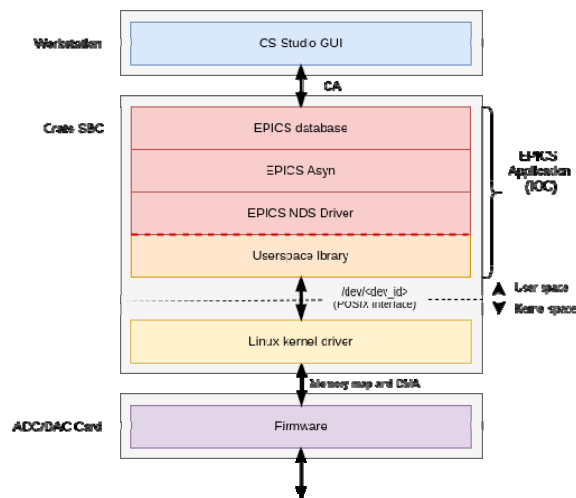 Workstation
CS Studio GUI
CA
Crate SBC
EPICS database
EPICS Asyn
EPICS NDS Driver
Userspace library
EPICS
Application
(IOC)
/dev/<dev_id>
(POSIX interface)
User space
Kernel space
Linux kernel driver
Memory map and DMA
ADC/DAC Card
Firmware